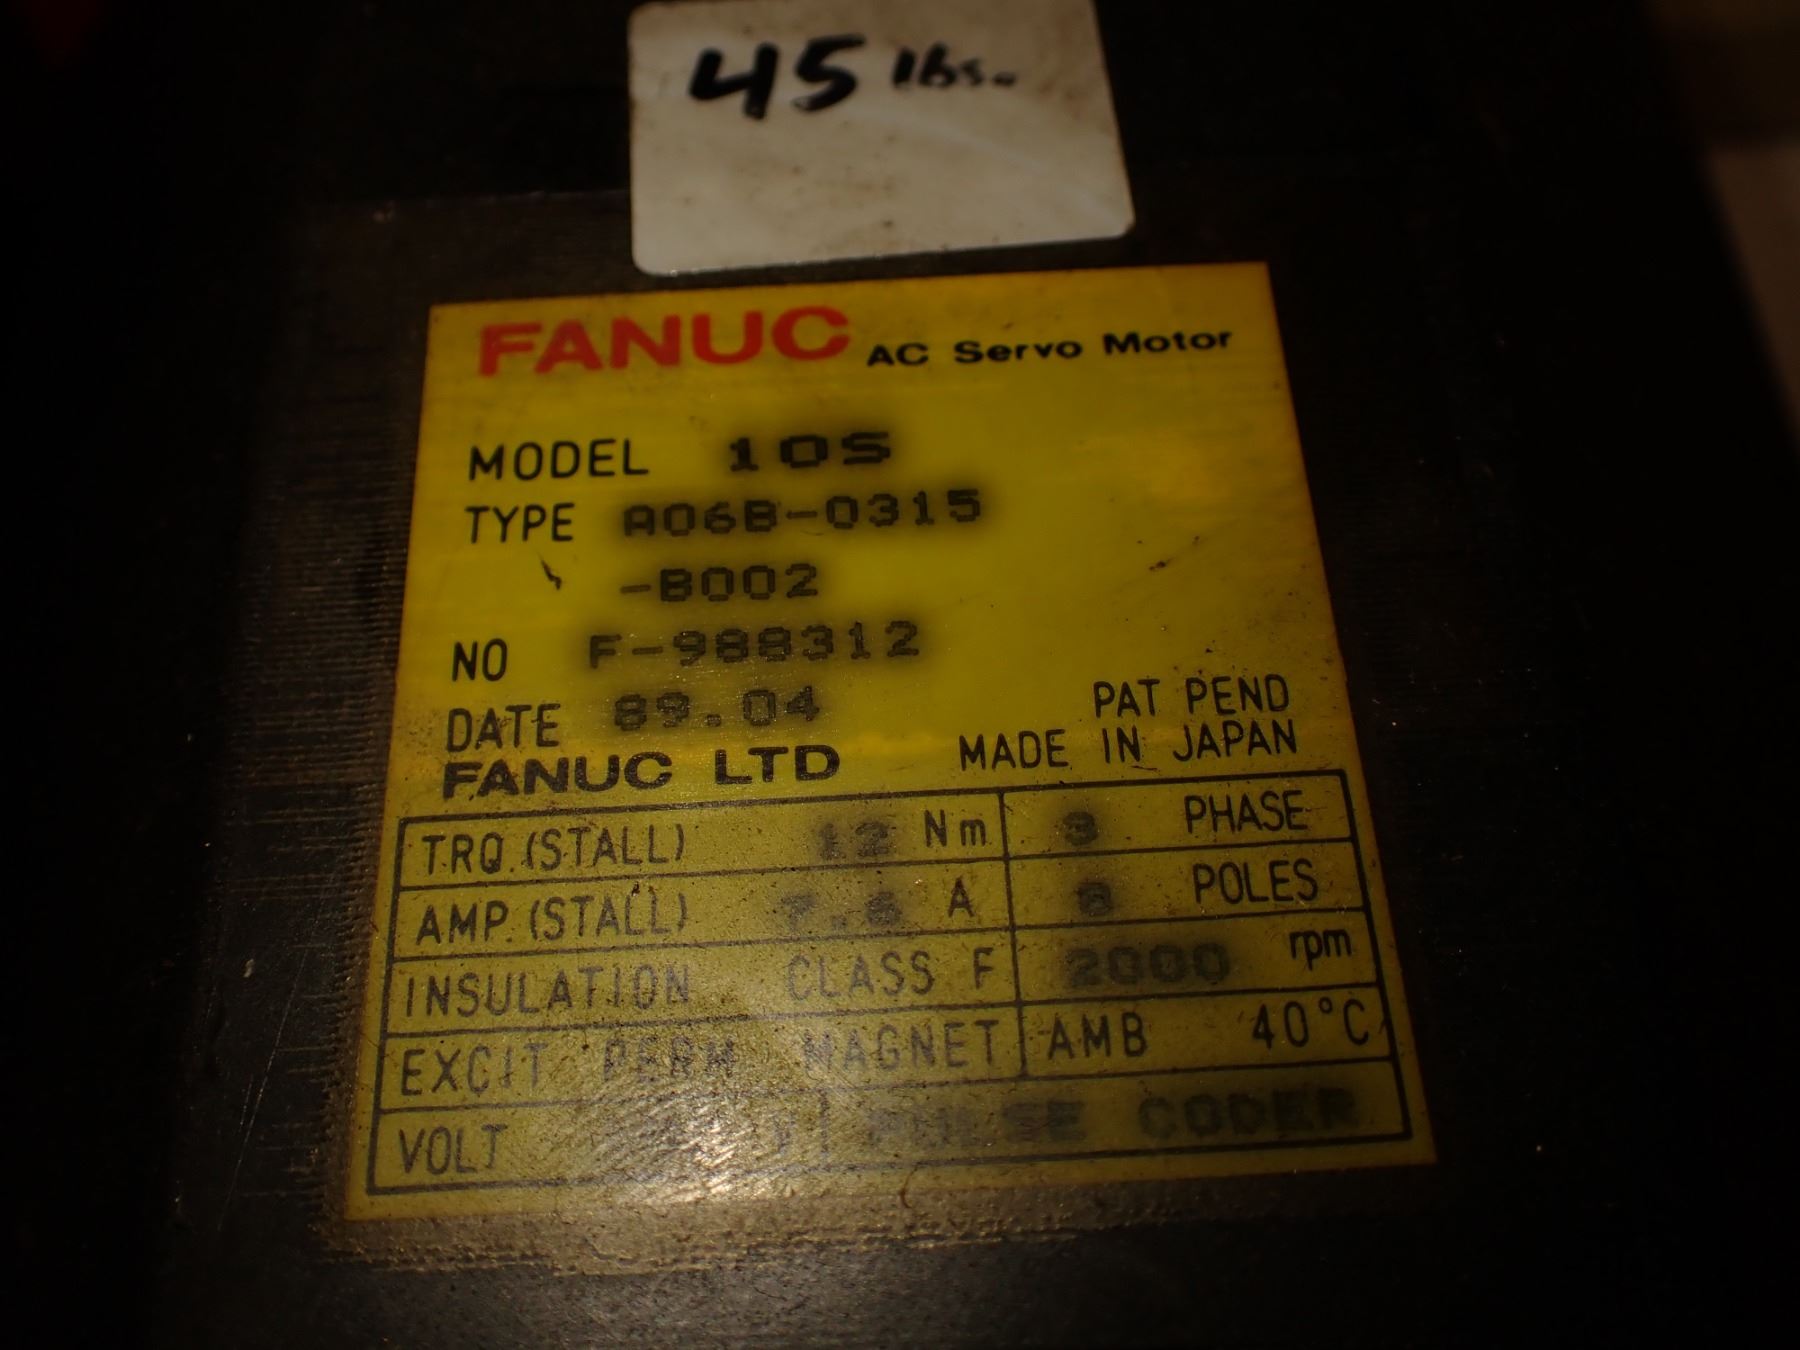 45 lbs.
FANUC AC Servo Motor
MODEL 10S
TYPE A06B-0315
-B002
NO F-988312
DATE 89.04
PAT PEND
FANUC LTD MADE IN JAPAN
TRQ.(STALL) 12 Nm 3 PHASE
AMP.(STALL) A 8 POLES
INSULATION CLASS F 2000 rpm
EXCIT PERM MAGNET AMB 40°C
VOLT PULSE CODER